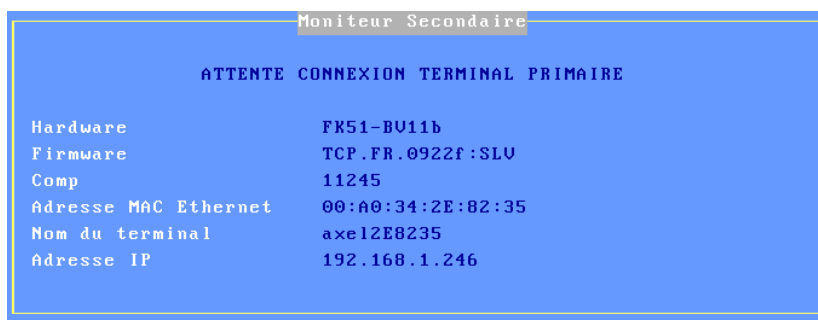 Moniteur Secondaire
ATTENTE CONNEXION TERMINAL PRIMAIRE
Hardware FK51-BV11b
Firmware TCP.FR.0922f:SLV
Comp 11245
Adresse MAC Ethernet 00:A0:34:2E:82:35
Nom du terminal axel2E8235
Adresse IP 192.168.1.246